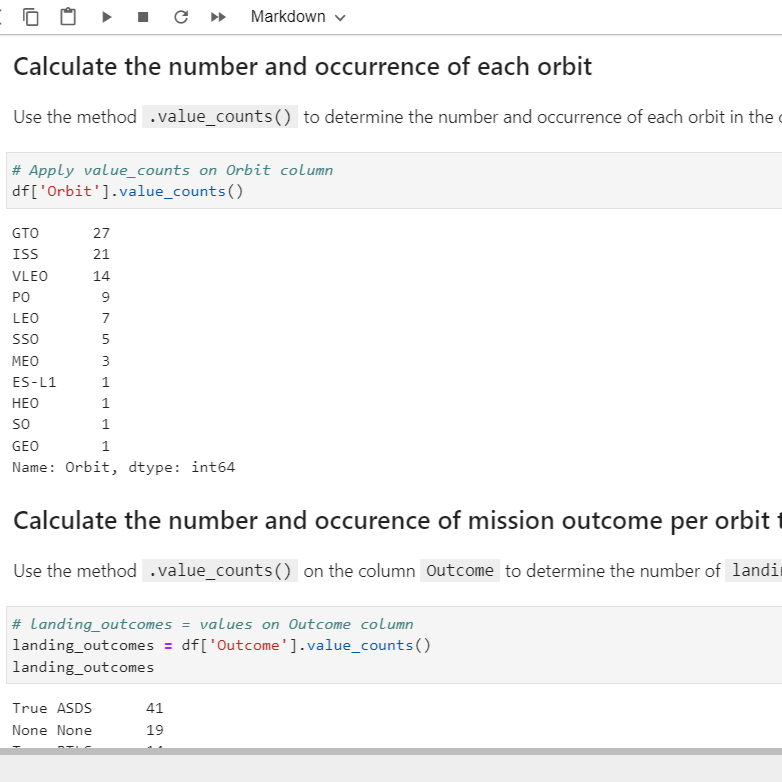 Markdown
Calculate the number and occurrence of each orbit
Use the method .value_counts() to determine the number and occurrence of each orbit in the
# Apply value_counts on Orbit column
df['Orbit'].value_counts()
GTO 27
ISS 21
VLEO 14
PO 9
LEO 7
SSO 5
MEO 3
ES-L1 1
HEO 1
SO 1
GEO 1
Name: Orbit, dtype: int64
Calculate the number and occurence of mission outcome per orbit
Use the method .value_counts() on the column Outcome to determine the number of
# landing_outcomes = values on Outcome column
landing_outcomes = df['Outcome'].value_counts()
landing_outcomes
True ASDS 41
None None 19